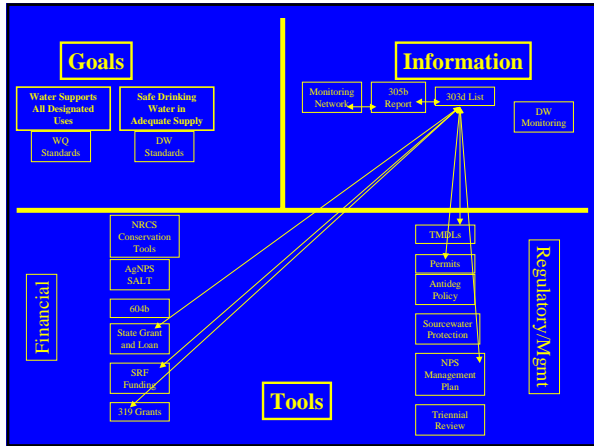 Goals
Water Supports
All Designated
Uses
Safe Drinking
Water in
Adequate Supply
WQ
Standards
DW
Standards
Information
Monitoring
Network
305b
Report
303d List
DW
Monitoring
Financial
NRCS
Conservation
Tools
AgNPS
SALT
604b
State Grant
and Loan
SRF
Funding
319 Grants
Tools
TMDLs
Permits
Antideg
Policy
Sourcewater
Protection
NPS
Management
Plan
Triennial
Review
Regulatory/Mgmt